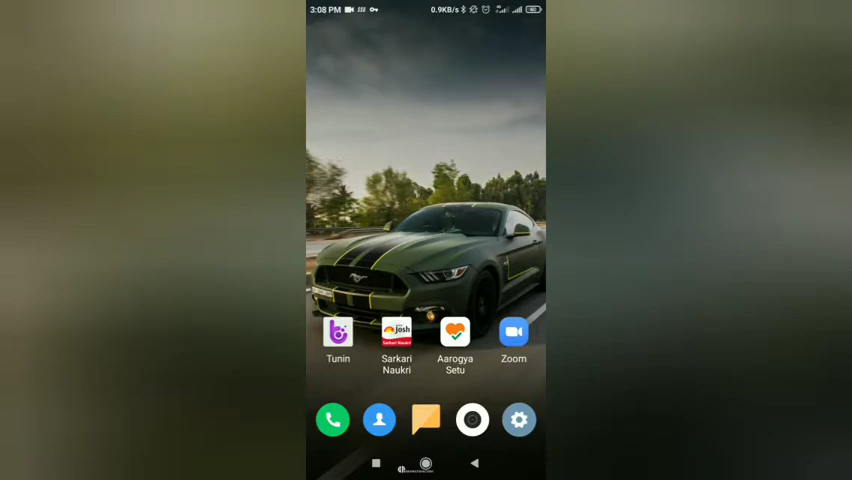 3:08 PM
0.9KB/s
josh
Sarkari Naukri
Tunin
Sarkari
Naukri
Aarogya
Setu
Zoom